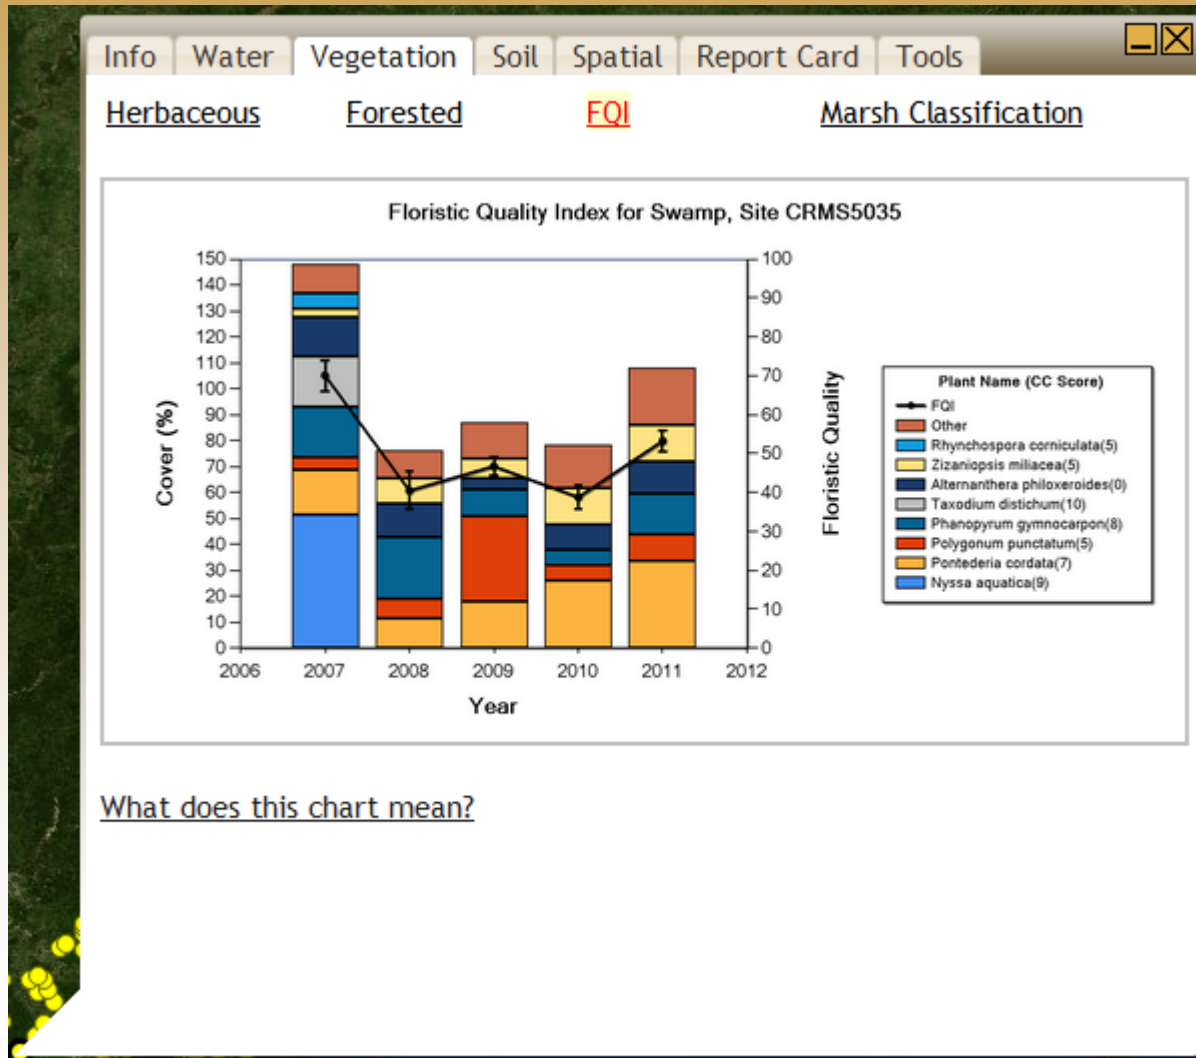 Info Water Vegetation Soil Spatial Report Card Tools
Herbaceous Forested FQI Marsh Classification
Floristic Quality Index for Swamp, Site CRMS5035
150
140
130
120
110
100
90
80
70
60
50
40
30
20
10
0
Cover (%)
100
90
80
70
60
50
40
30
20
10
0
Floristic Quality
2006 2007 2008 2009 2010 2011 2012
Year
Plant Name (CC Score)
FQI
Other
Rhynchospora corniculata(5)
Zizaniopsis miliacea(5)
Alternanthera philoxeroides(0)
Taxodium distichum(10)
Phanopyrum gymnocarpon(8)
Polygonum punctatum(5)
Pontederia cordata(7)
Nyssa aquatica(9)
What does this chart mean?